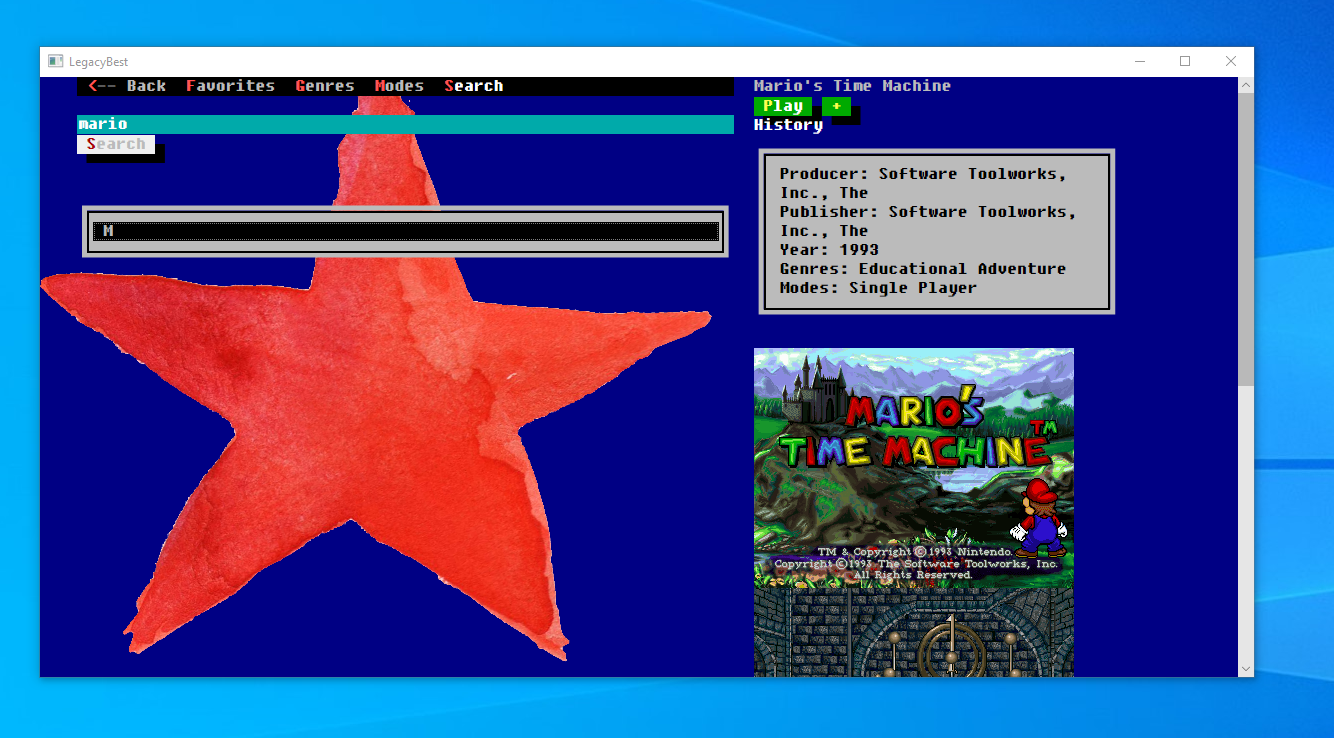 LegacyBest
<-- Back Favorites Genres Modes Search
mario
Search
M
Mario's Time Machine
Play +
History
Producer: Software Toolworks,
Inc., The
Publisher: Software Toolworks,
Inc., The
Year: 1993
Genres: Educational Adventure
Modes: Single Player
MARIO'S
TIME MACHINE™
TM & Copyright ©1993 Nintendo.
Copyright ©1993 The Software Toolworks, Inc.
All Rights Reserved.